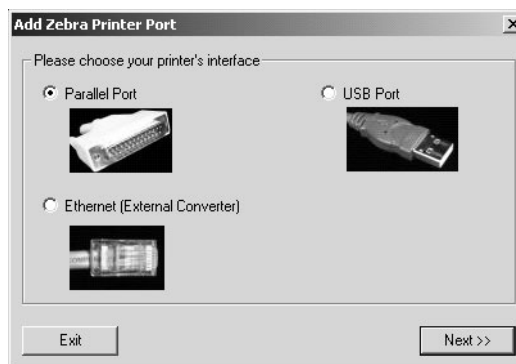 Add Zebra Printer Port
Please choose your printer's interface
Parallel Port
USB Port
Ethernet (External Converter)
Exit
Next >>